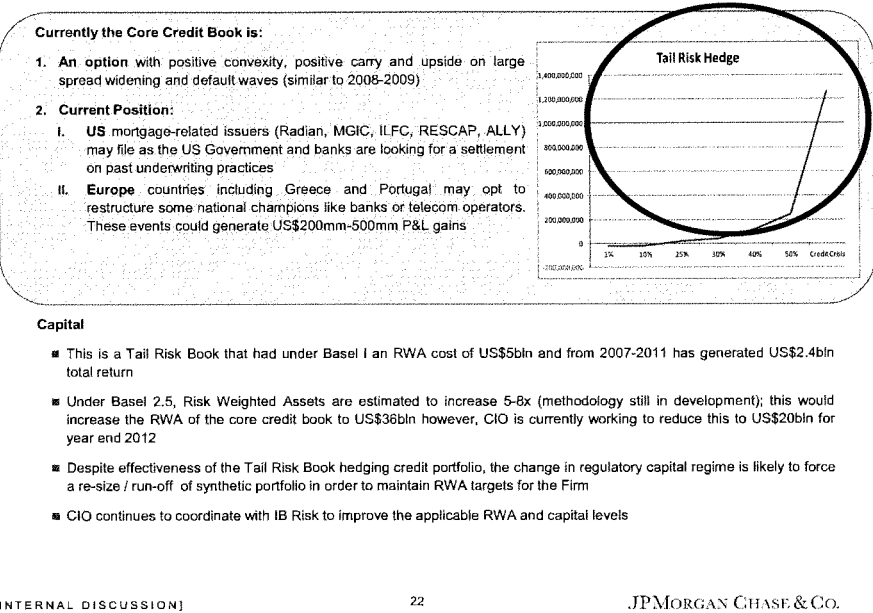 Currently the Core Credit Book is:
1. An option with positive convexity, positive carry and upside on large
spread widening and default waves (similar to 2008-2009)
2. Current Position:
I. US mortgage-related issuers (Radian, MGIC, ILFC, RESCAP, ALLY)
may file as the US Government and banks are looking for a settlement
on past underwriting practices
II. Europe countries including Greece and Portugal may opt to
restructure some national champions like banks or telecom operators.
These events could generate US$200mm-500mm P&L gains
Tail Risk Hedge
1,400,000,000
1,200,000,000
1,000,000,000
800,000,000
600,000,000
400,000,000
200,000,000
0
-200,000,000
1% 10% 25% 30% 40% 50% Credit Crisis
Capital
This is a Tail Risk Book that had under Basel I an RWA cost of US$5bln and from 2007-2011 has generated US$2.4bln
total return
Under Basel 2.5, Risk Weighted Assets are estimated to increase 5-8x (methodology still in development); this would
increase the RWA of the core credit book to US$36bln however, CIO is currently working to reduce this to US$20bln for
year end 2012
Despite effectiveness of the Tail Risk Book hedging credit portfolio, the change in regulatory capital regime is likely to force
a re-size / run-off of synthetic portfolio in order to maintain RWA targets for the Firm
CIO continues to coordinate with IB Risk to improve the applicable RWA and capital levels
INTERNAL DISCUSSION]
22
JPMORGAN CHASE & CO.